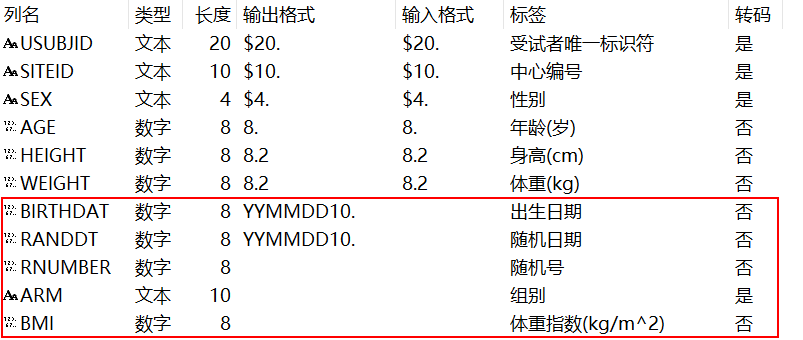 列名 类型 长度 输出格式 输入格式 标签 转码
USUBJID 文本 20 $20. $20. 受试者唯一标识符 是
SITEID 文本 10 $10. $10. 中心编号 是
SEX 文本 4 $4. $4. 性别 是
AGE 数字 8 8. 8. 年龄(岁) 否
HEIGHT 数字 8 8.2 8.2 身高(cm) 否
WEIGHT 数字 8 8.2 8.2 体重(kg) 否
BIRTHDAT 数字 8 YYMMDD10. 出生日期 否
RANDDT 数字 8 YYMMDD10. 随机日期 否
RNUMBER 数字 8 随机号 否
ARM 文本 10 组别 是
BMI 数字 8 体重指数(kg/m^2) 否